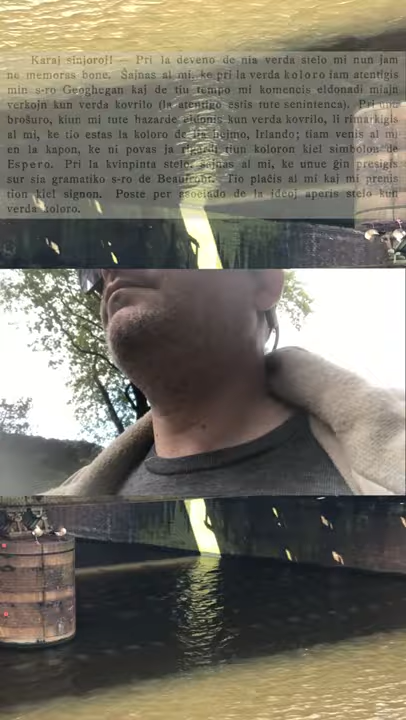 Karaj sinjoroj! — Pri la deveno de nia verda stelo mi nun jam
ne memoras bone. Ŝajnas al mi, ke pri la verda koloro iam atentigis
min s-ro Geoghegan kaj de tiu tempo mi komencis eldonadi miajn
verkojn kun verda kovrilo (la atentigo estis tute senintenca). Pri
broŝuro, kiun mi tute hazarde eldonis kun verda kovrilo, li rimarkigis
al mi, ke tio estas la koloro de lia hejmo, Irlando; tiam venis al mi
en la kapon, ke ni povas ja rigardi tiun koloron kiel simbolon de
Espero. Pri la kvinpinta stelo, ŝajnas al mi, ke unue ĝin presigis
sur sia gramatiko s-ro de Beaufront. Tio plaĉis al mi kaj mi prenis
tion kiel signon. Poste per asociado de la ideoj aperis stelo kun
verda koloro.